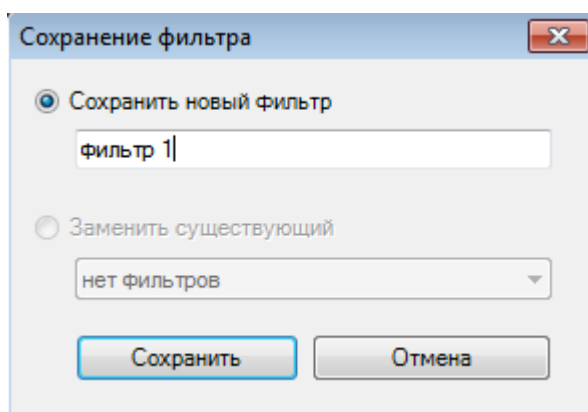 Сохранение фильтра
Сохранить новый фильтр
фильтр 1
Заменить существующий
нет фильтров
Сохранить
Отмена